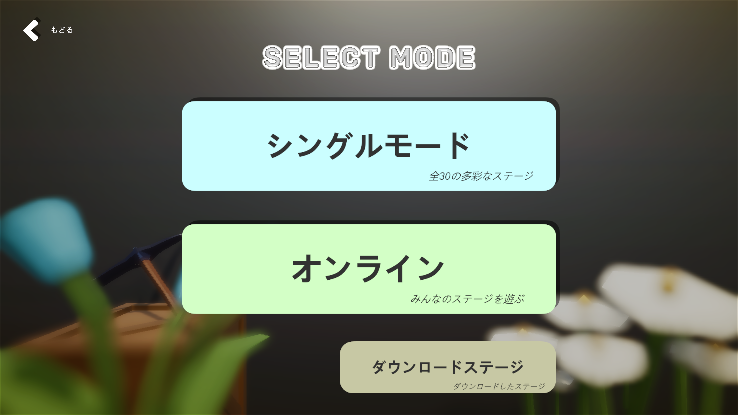 もどる
SELECT MODE
シングルモード
全30の多彩なステージ
オンライン
みんなのステージを遊ぶ
ダウンロードステージ
ダウンロードしたステージ